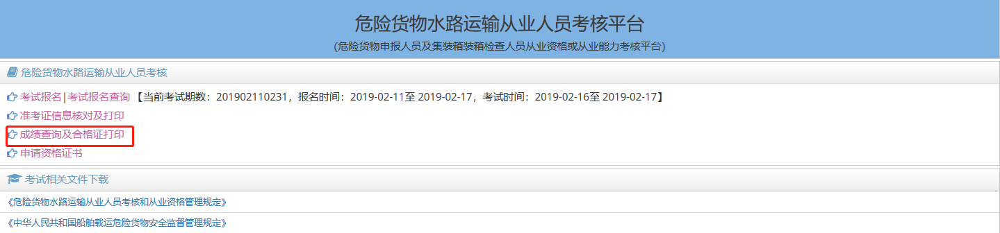 危险货物水路运输从业人员考核平台
(危险货物申报人员及集装箱装箱检查人员从业资格或从业能力考核平台)
危险货物水路运输从业人员考核
考试报名|考试报名查询 【当前考试期数：201902110231，报名时间：2019-02-11至 2019-02-17，考试时间：2019-02-16至 2019-02-17】
准考证信息核对及打印
成绩查询及合格证打印
申请资格证书
考试相关文件下载
《危险货物水路运输从业人员考核和从业资格管理规定》
《中华人民共和国船舶载运危险货物安全监督管理规定》